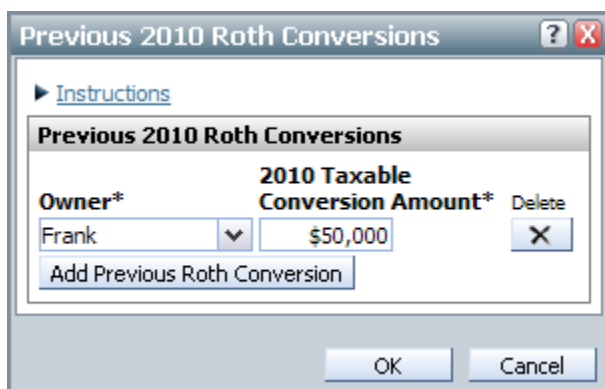 Previous 2010 Roth Conversions ? X
Instructions
Previous 2010 Roth Conversions
2010 Taxable
Owner* Conversion Amount* Delete
Frank $50,000 X
Add Previous Roth Conversion
OK Cancel